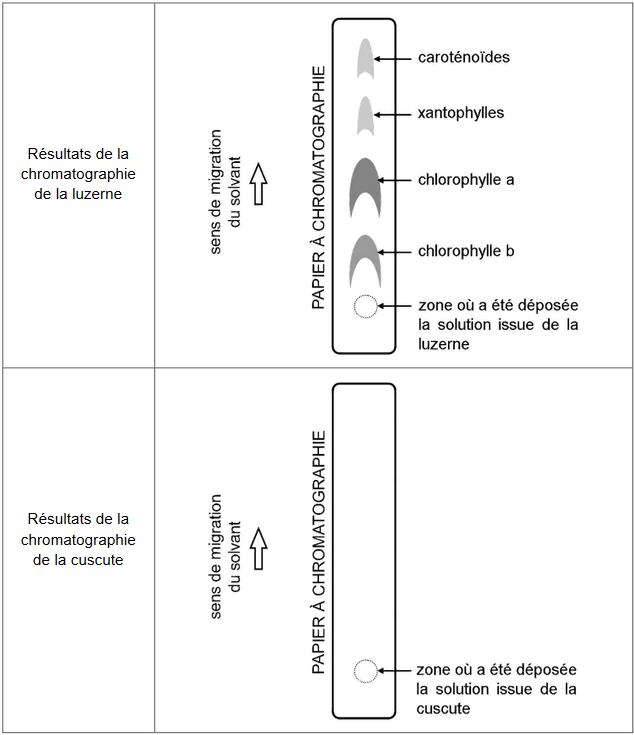 Résultats de la
chromatographie
de la luzerne
sens de migration
du solvant
PAPIER À CHROMATOGRAPHIE
caroténoïdes
xantophylles
chlorophylle a
chlorophylle b
zone où a été déposée
la solution issue de la
luzerne
Résultats de la
chromatographie
de la cuscute
sens de migration
du solvant
PAPIER À CHROMATOGRAPHIE
zone où a été déposée
la solution issue de la
cuscute